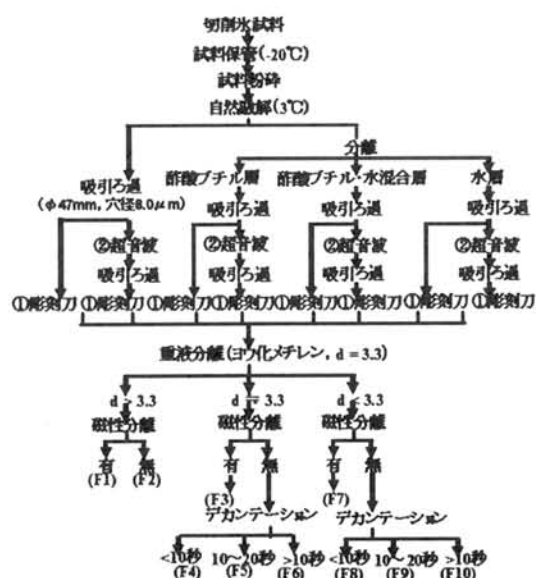 切削氷試料
試料保管(-20℃)
試料粉砕
自然融解(3℃)
分離
吸引ろ過
(φ47mm, 穴径8.0μm)
酢酸ブチル層
酢酸ブチル・水混合層
水層
吸引ろ過 吸引ろ過 吸引ろ過
②超音波 ②超音波 ②超音波 ②超音波
吸引ろ過 吸引ろ過 吸引ろ過 吸引ろ過
①彫刻刀 ①彫刻刀 ①彫刻刀 ①彫刻刀 ①彫刻刀 ①彫刻刀 ①彫刻刀 ①彫刻刀
重液分離(ヨウ化メチレン, d = 3.3)
d > 3.3 d ≒ 3.3 d < 3.3
磁性分離 磁性分離 磁性分離
有 無 有 無 有 無
(F1) (F2) (F3) (F7)
デカンテーション デカンテーション
<10秒 10～20秒 >10秒 <10秒 10～20秒 >10秒
(F4) (F5) (F6) (F8) (F9) (F10)